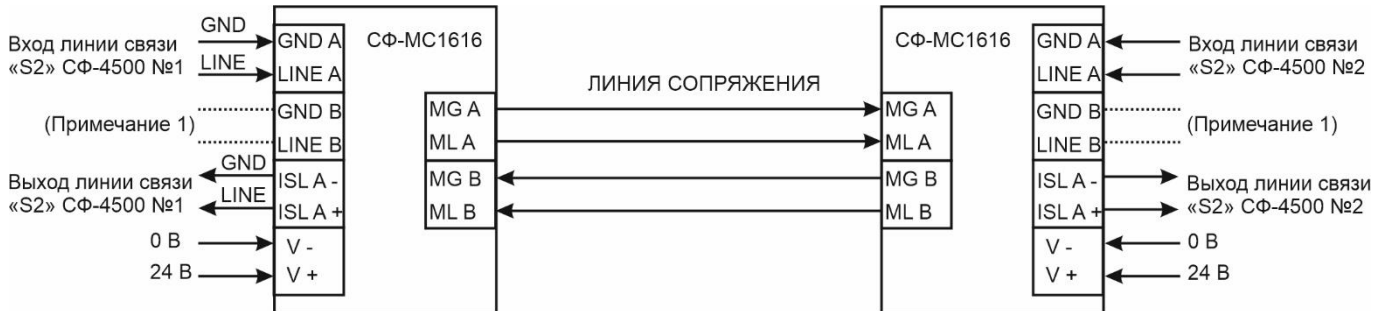 GND
Вход линии связи
«S2» СФ-4500 №1
LINE
(Примечание 1)
GND
Выход линии связи
«S2» СФ-4500 №1
LINE
0 В
24 В
GND A
LINE A
GND B
LINE B
ISL A -
ISL A +
V -
V +
СФ-МС1616
MG A
ML A
MG B
ML B
ЛИНИЯ СОПРЯЖЕНИЯ
СФ-МС1616
MG A
ML A
MG B
ML B
GND A
LINE A
GND B
LINE B
ISL A -
ISL A +
V -
V +
Вход линии связи
«S2» СФ-4500 №2
(Примечание 1)
Выход линии связи
«S2» СФ-4500 №2
0 В
24 В